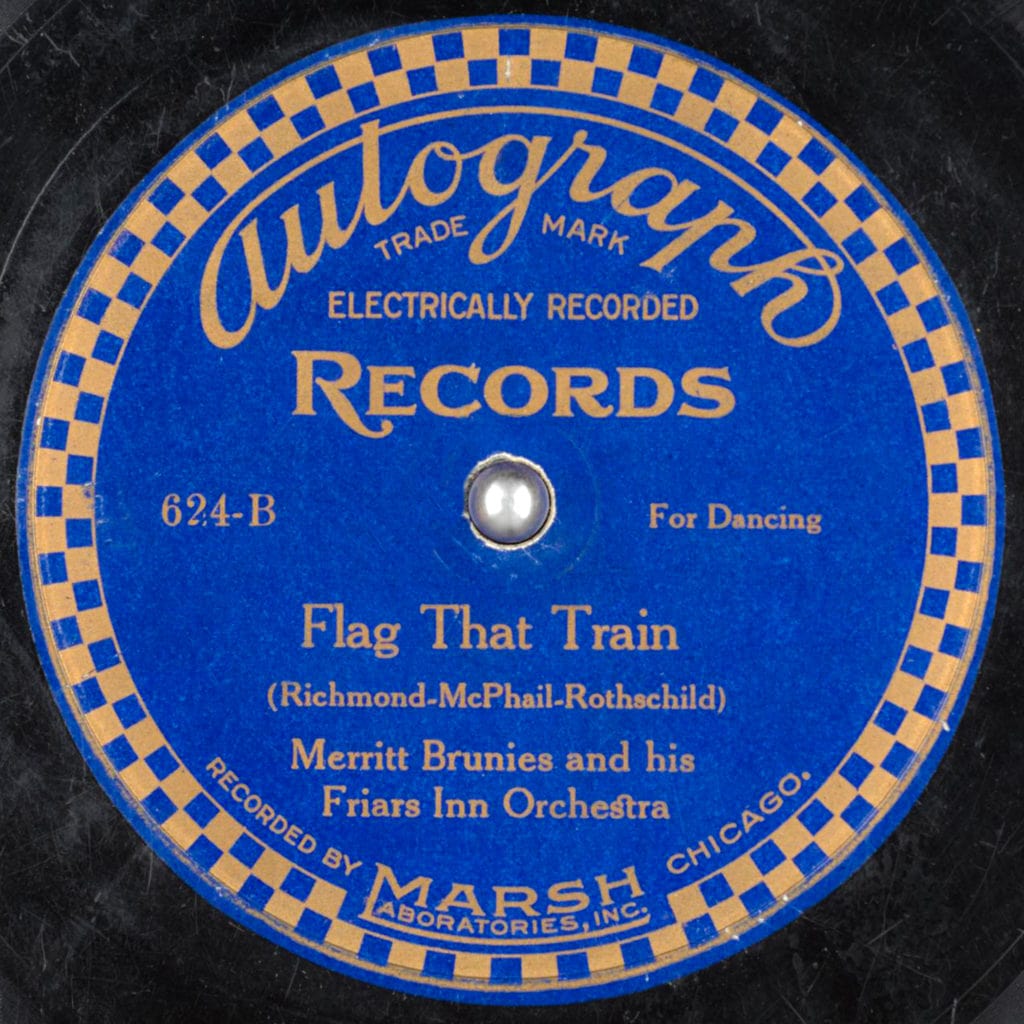 Autograph
TRADE MARK
ELECTRICALLY RECORDED
RECORDS
624-B
For Dancing
Flag That Train
(Richmond-McPhail-Rothschild)
Merritt Brunies and his
Friars Inn Orchestra
RECORDED BY MARSH LABORATORIES, INC. CHICAGO.